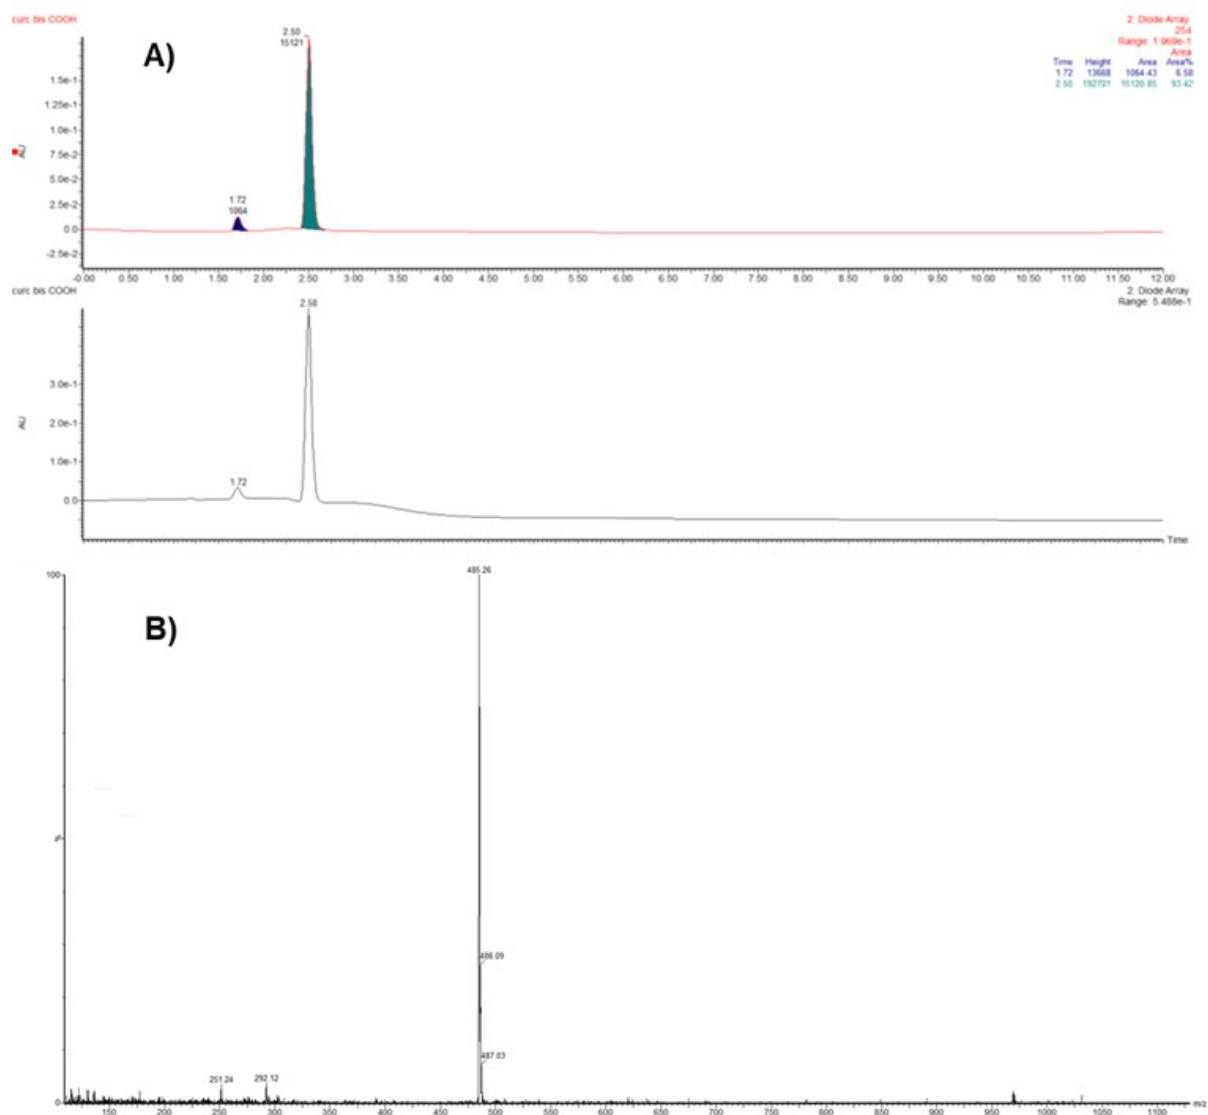 curc bis COOH
2: Diode Array
254
Range: 1.969e-1
Area
A)
Time Height Area Area%
1.72 13668 1064.43 6.58
2.50 192701 15120.85 93.42
2.50
15121
1.72
1064
AU
1.5e-1
1.25e-1
1.0e-1
7.5e-2
5.0e-2
2.5e-2
0.0
-2.5e-2
-0.00 0.50 1.00 1.50 2.00 2.50 3.00 3.50 4.00 4.50 5.00 5.50 6.00 6.50 7.00 7.50 8.00 8.50 9.00 9.50 10.00 10.50 11.00 11.50 12.00
curc bis COOH
2: Diode Array
Range: 5.488e-1
2.50
1.72
AU
3.0e-1
2.0e-1
1.0e-1
0.0
Time
B)
100
%
0
485.26
486.09
487.03
251.24
292.12
150 200 250 300 350 400 450 500 550 600 650 700 750 800 850 900 950 1000 1050 1100
m/z